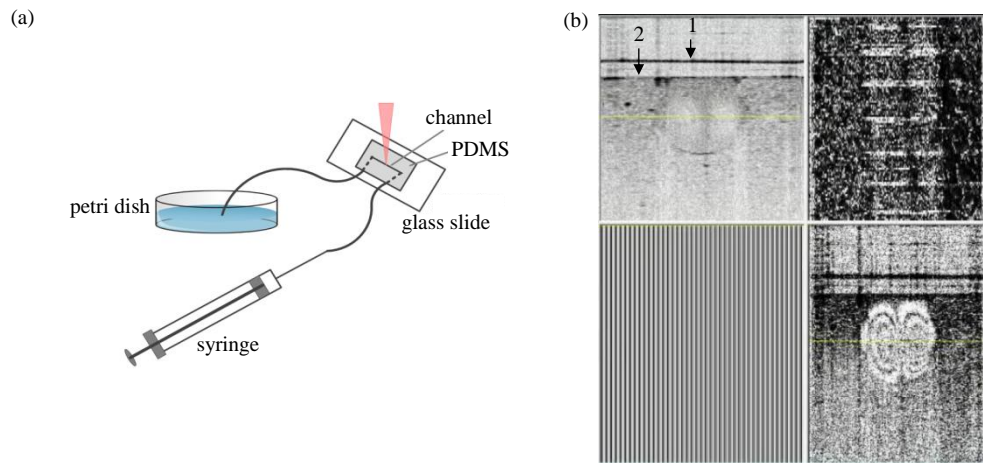 (a)
channel
PDMS
petri dish
glass slide
syringe
(b)
2
1